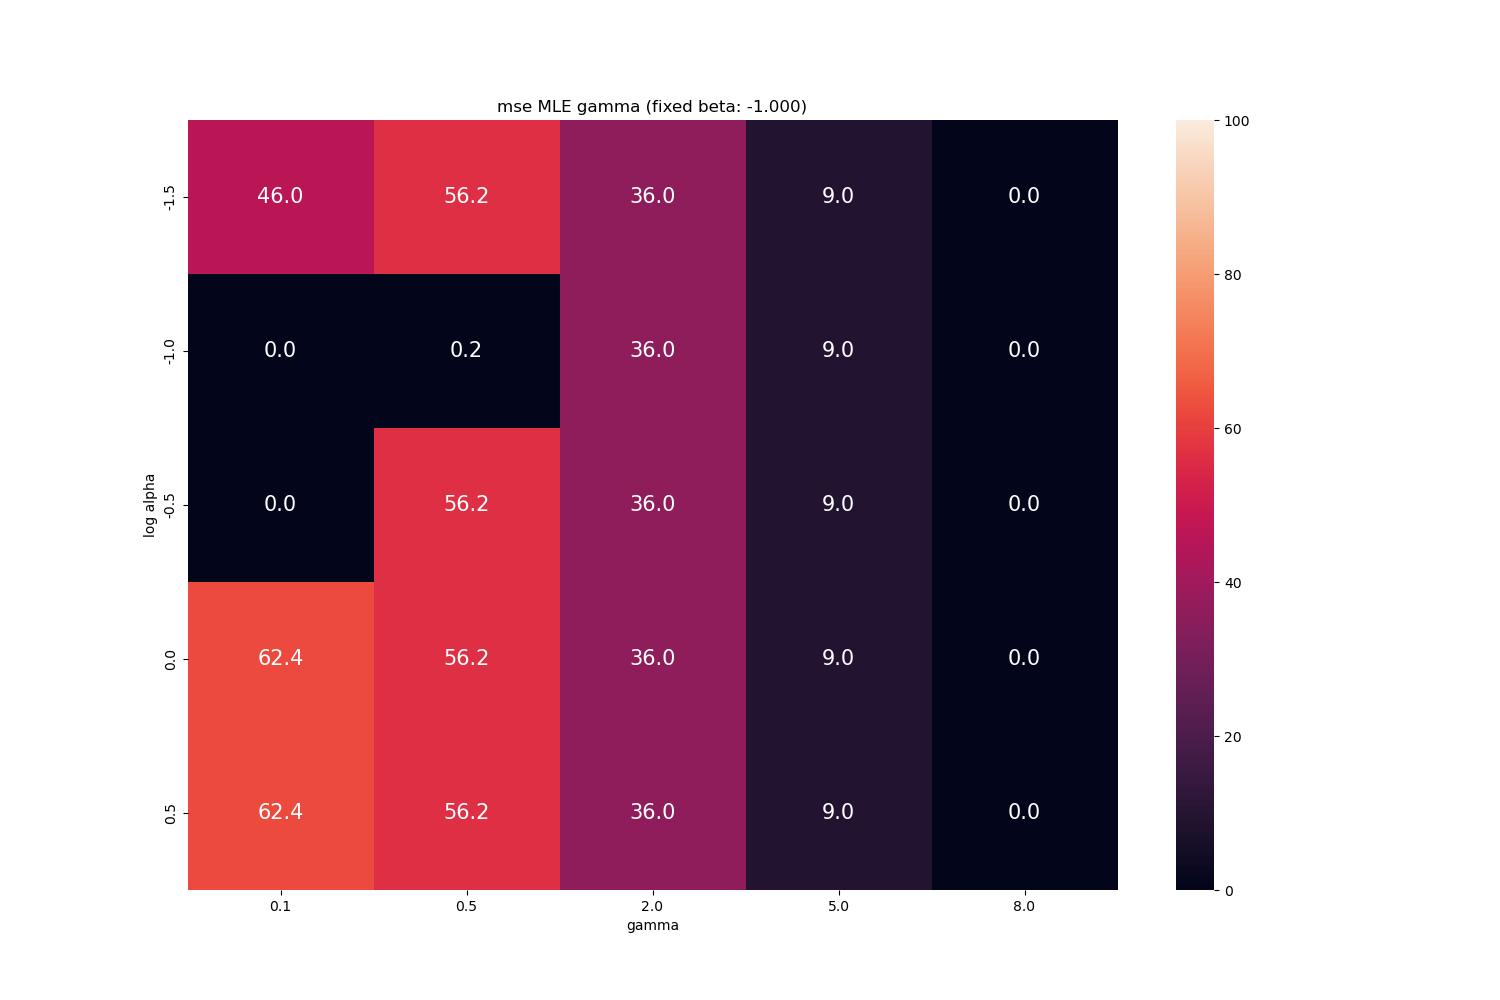 mse MLE gamma (fixed beta: -1.000)
log alpha
-1.5 46.0 56.2 36.0 9.0 0.0
-1.0 0.0 0.2 36.0 9.0 0.0
-0.5 0.0 56.2 36.0 9.0 0.0
0.0 62.4 56.2 36.0 9.0 0.0
0.5 62.4 56.2 36.0 9.0 0.0
0.1 0.5 2.0 5.0 8.0
gamma
100
80
60
40
20
0